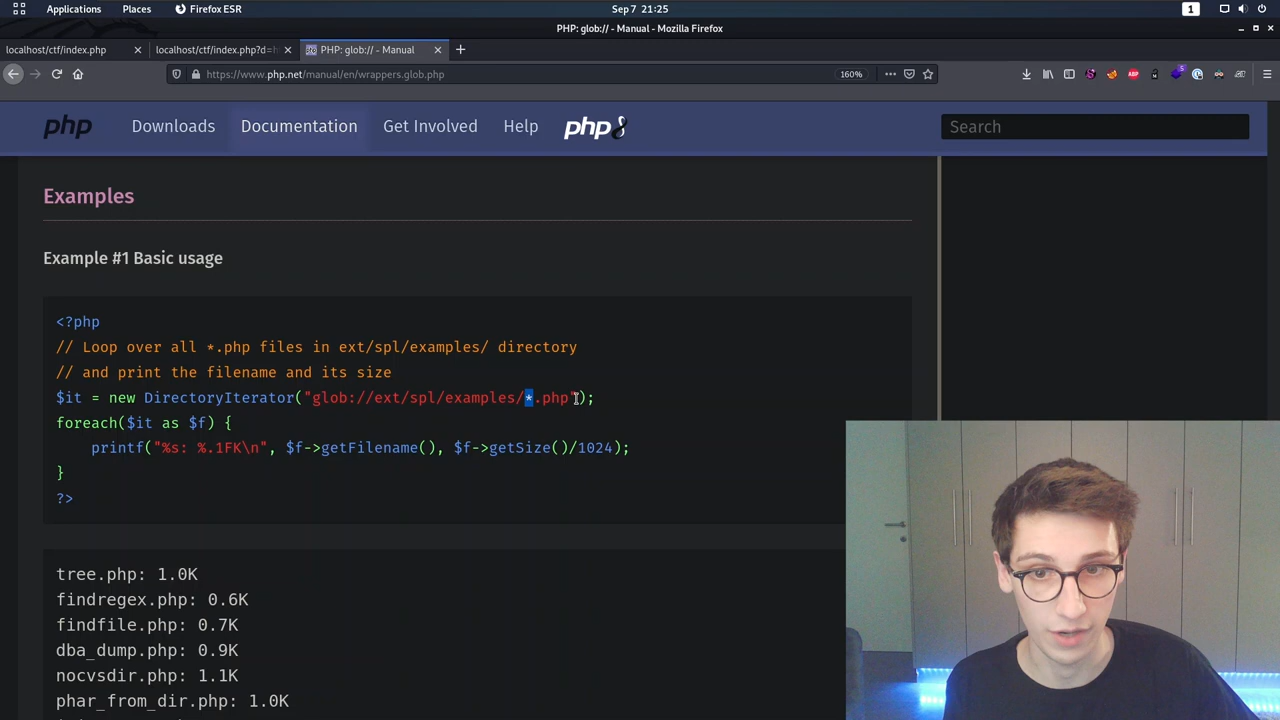 Applications Places Firefox ESR Sep 7 21:25 1
PHP: glob:// - Manual - Mozilla Firefox
localhost/ctf/index.php localhost/ctf/index.php?d= PHP: glob:// - Manual
https://www.php.net/manual/en/wrappers.glob.php 160%
php Downloads Documentation Get Involved Help php8 Search
Examples
Example #1 Basic usage
<?php
// Loop over all *.php files in ext/spl/examples/ directory
// and print the filename and its size
$it = new DirectoryIterator("glob://ext/spl/examples/*.php");
foreach($it as $f) {
printf("%s: %.1FK\n", $f->getFilename(), $f->getSize()/1024);
}
?>
tree.php: 1.0K
findregex.php: 0.6K
findfile.php: 0.7K
dba_dump.php: 0.9K
nocvsdir.php: 1.1K
phar_from_dir.php: 1.0K